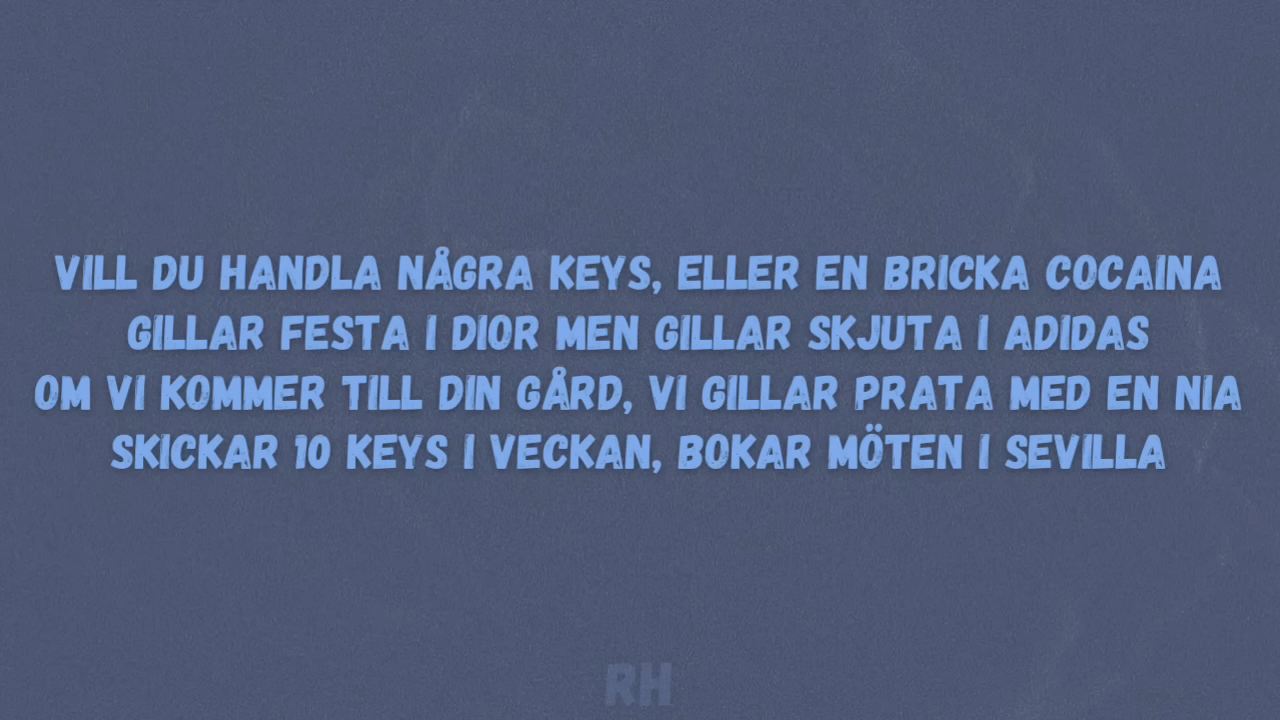 VILL DU HANDLA NÅGRA KEYS, ELLER EN BRICKA COCAINA
GILLAR FESTA I DIOR MEN GILLAR SKJUTA I ADIDAS
OM VI KOMMER TILL DIN GÅRD, VI GILLAR PRATA MED EN NIA
SKICKAR 10 KEYS I VECKAN, BOKAR MÖTEN I SEVILLA
RH